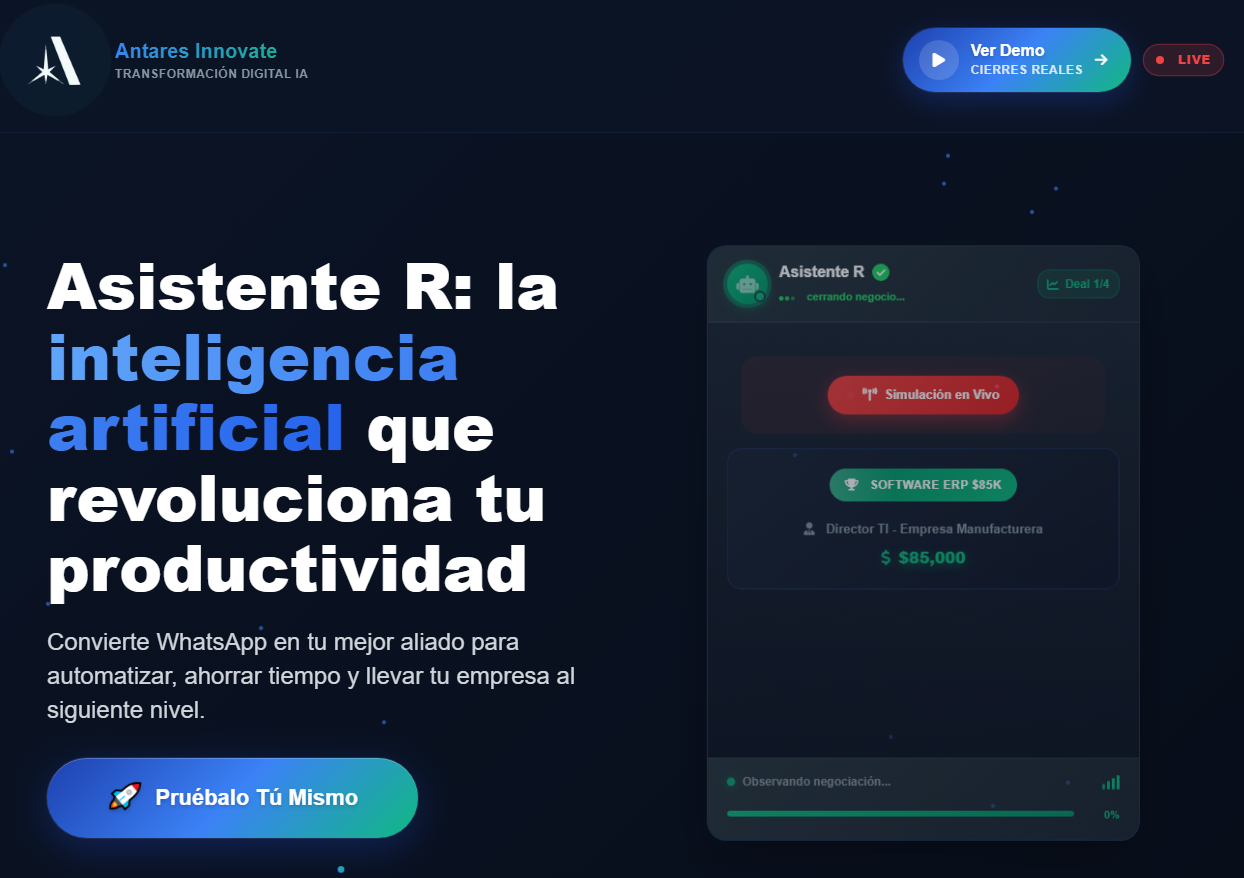 Antares Innovate
TRANSFORMACIÓN DIGITAL IA
Ver Demo
CIERRES REALES
LIVE
Asistente R: la
inteligencia
artificial que
revoluciona tu
productividad
Convierte WhatsApp en tu mejor aliado para
automatizar, ahorrar tiempo y llevar tu empresa al
siguiente nivel.
Pruébalo Tú Mismo
Asistente R
cerrando negocio...
Deal 1/4
Simulación en Vivo
SOFTWARE ERP $85K
Director TI - Empresa Manufacturera
$ $85,000
Observando negociación...
0%